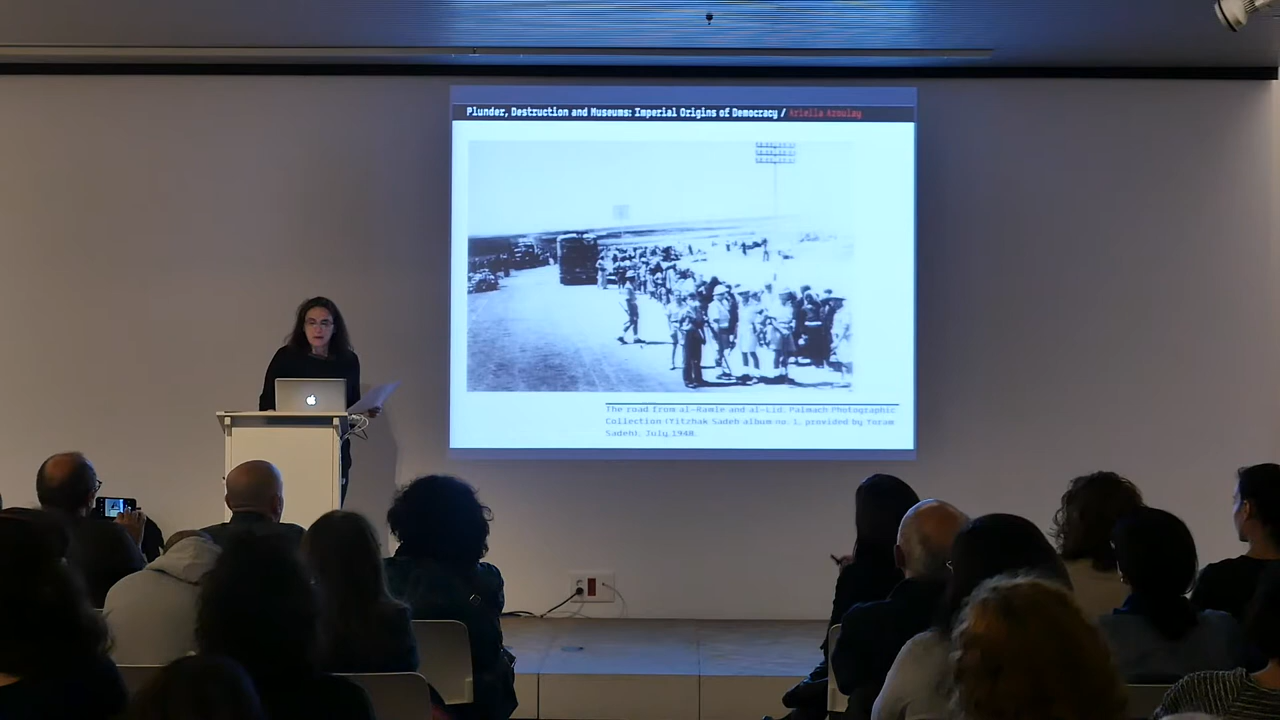 Plunder, Destruction and Museums: Imperial Origins of Democracy / Ariella Azoulay
The road from al-Ramle and al-Lid. Palmach Photographic
Collection (Yitzhak Sadeh album no: 1, provided by Yoram
Sadeh). July 1948.